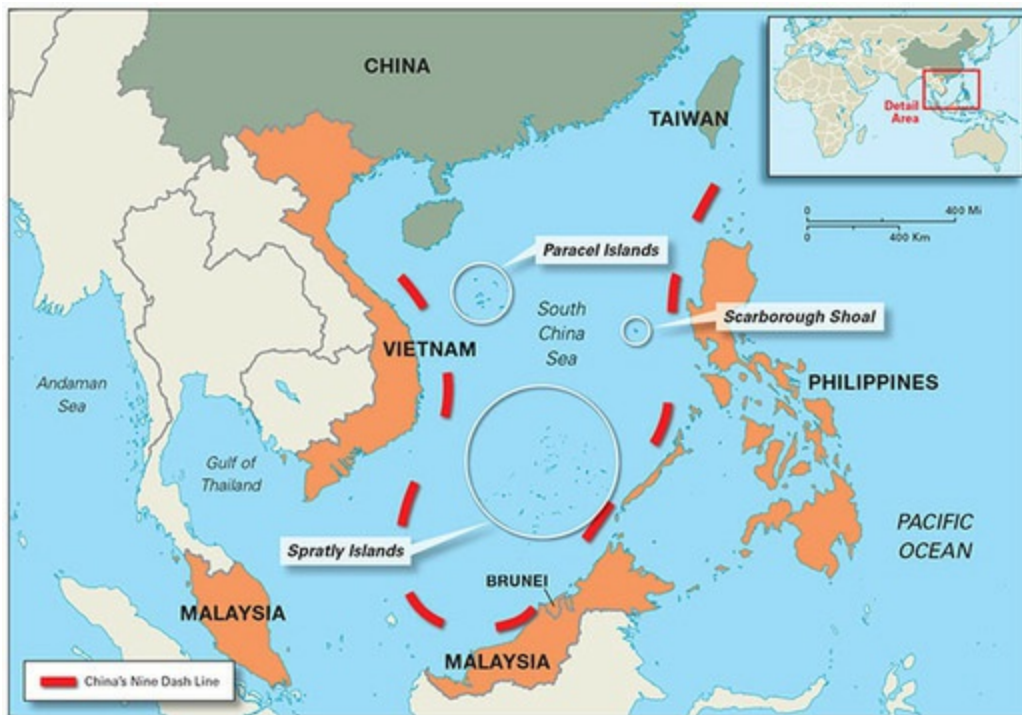 CHINA
TAIWAN
Detail
Area
0
400 Mi
0
400 Km
Paracel Islands
South
China
Sea
Scarborough Shoal
VIETNAM
PHILIPPINES
Andaman
Sea
Gulf of
Thailand
PACIFIC
OCEAN
Spratly Islands
BRUNEI
MALAYSIA
MALAYSIA
China's Nine Dash Line